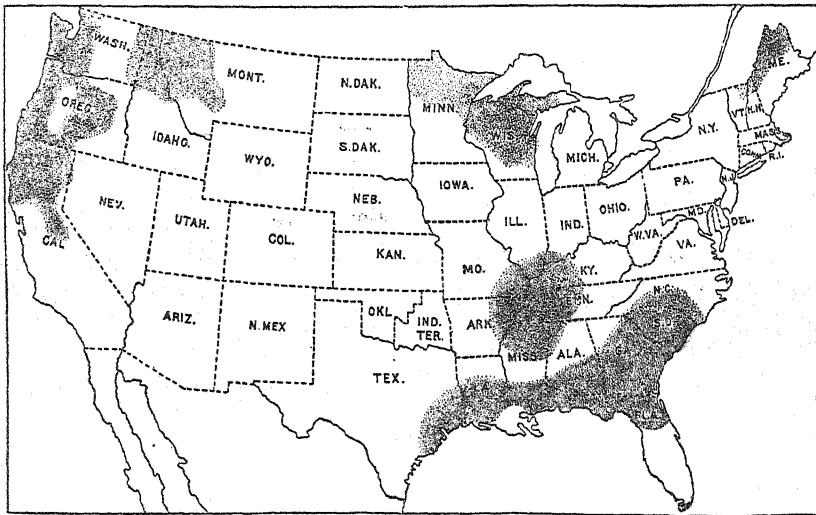 WASH.
MONT.
N.DAK.
MINN.
ME.
OREG.
IDAHO.
WYO.
S.DAK.
WIS.
MICH.
N.Y.
VT.
N.H.
MASS.
CONN.
R.I.
NEV.
UTAH.
COL.
NEB.
IOWA.
ILL.
IND.
OHIO.
PA.
N.J.
MD.
DEL.
W.VA.
VA.
CAL
KAN.
MO.
KY.
ARIZ.
N.MEX
OKL.
IND.
TER.
ARK
N.C.
TEX.
MISS.
ALA.
GA.
LA.
FLA.